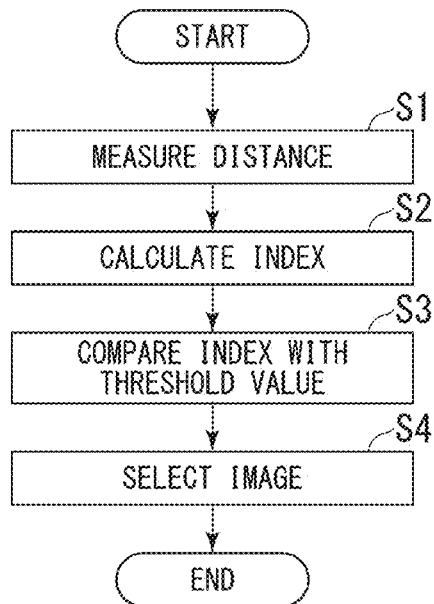 START
S1
MEASURE DISTANCE
S2
CALCULATE INDEX
S3
COMPARE INDEX WITH
THRESHOLD VALUE
S4
SELECT IMAGE
END